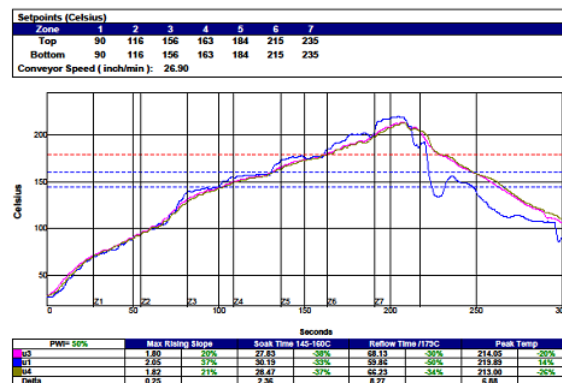 Setpoints (Celsius)
Zone 1 2 3 4 5 6 7
Top 90 116 156 163 184 215 235
Bottom 90 116 156 163 184 215 235
Conveyor Speed ( inch/min ): 26.90
Celsius
200
150
100
50
Z1 Z2 Z3 Z4 Z5 Z6 Z7
0 50 100 150 200 250 300
Seconds
PWI= 50% Max Rising Slope Soak Time 145-160C Reflow Time /179C Peak Temp
u3 1.80 20% 27.83 -38% 68.13 -30% 214.05 -20%
u1 2.05 37% 30.19 -33% 59.86 -50% 219.89 14%
u4 1.82 21% 28.47 -37% 66.23 -34% 213.00 -26%
Delta 0.25 2.36 8.27 6.88